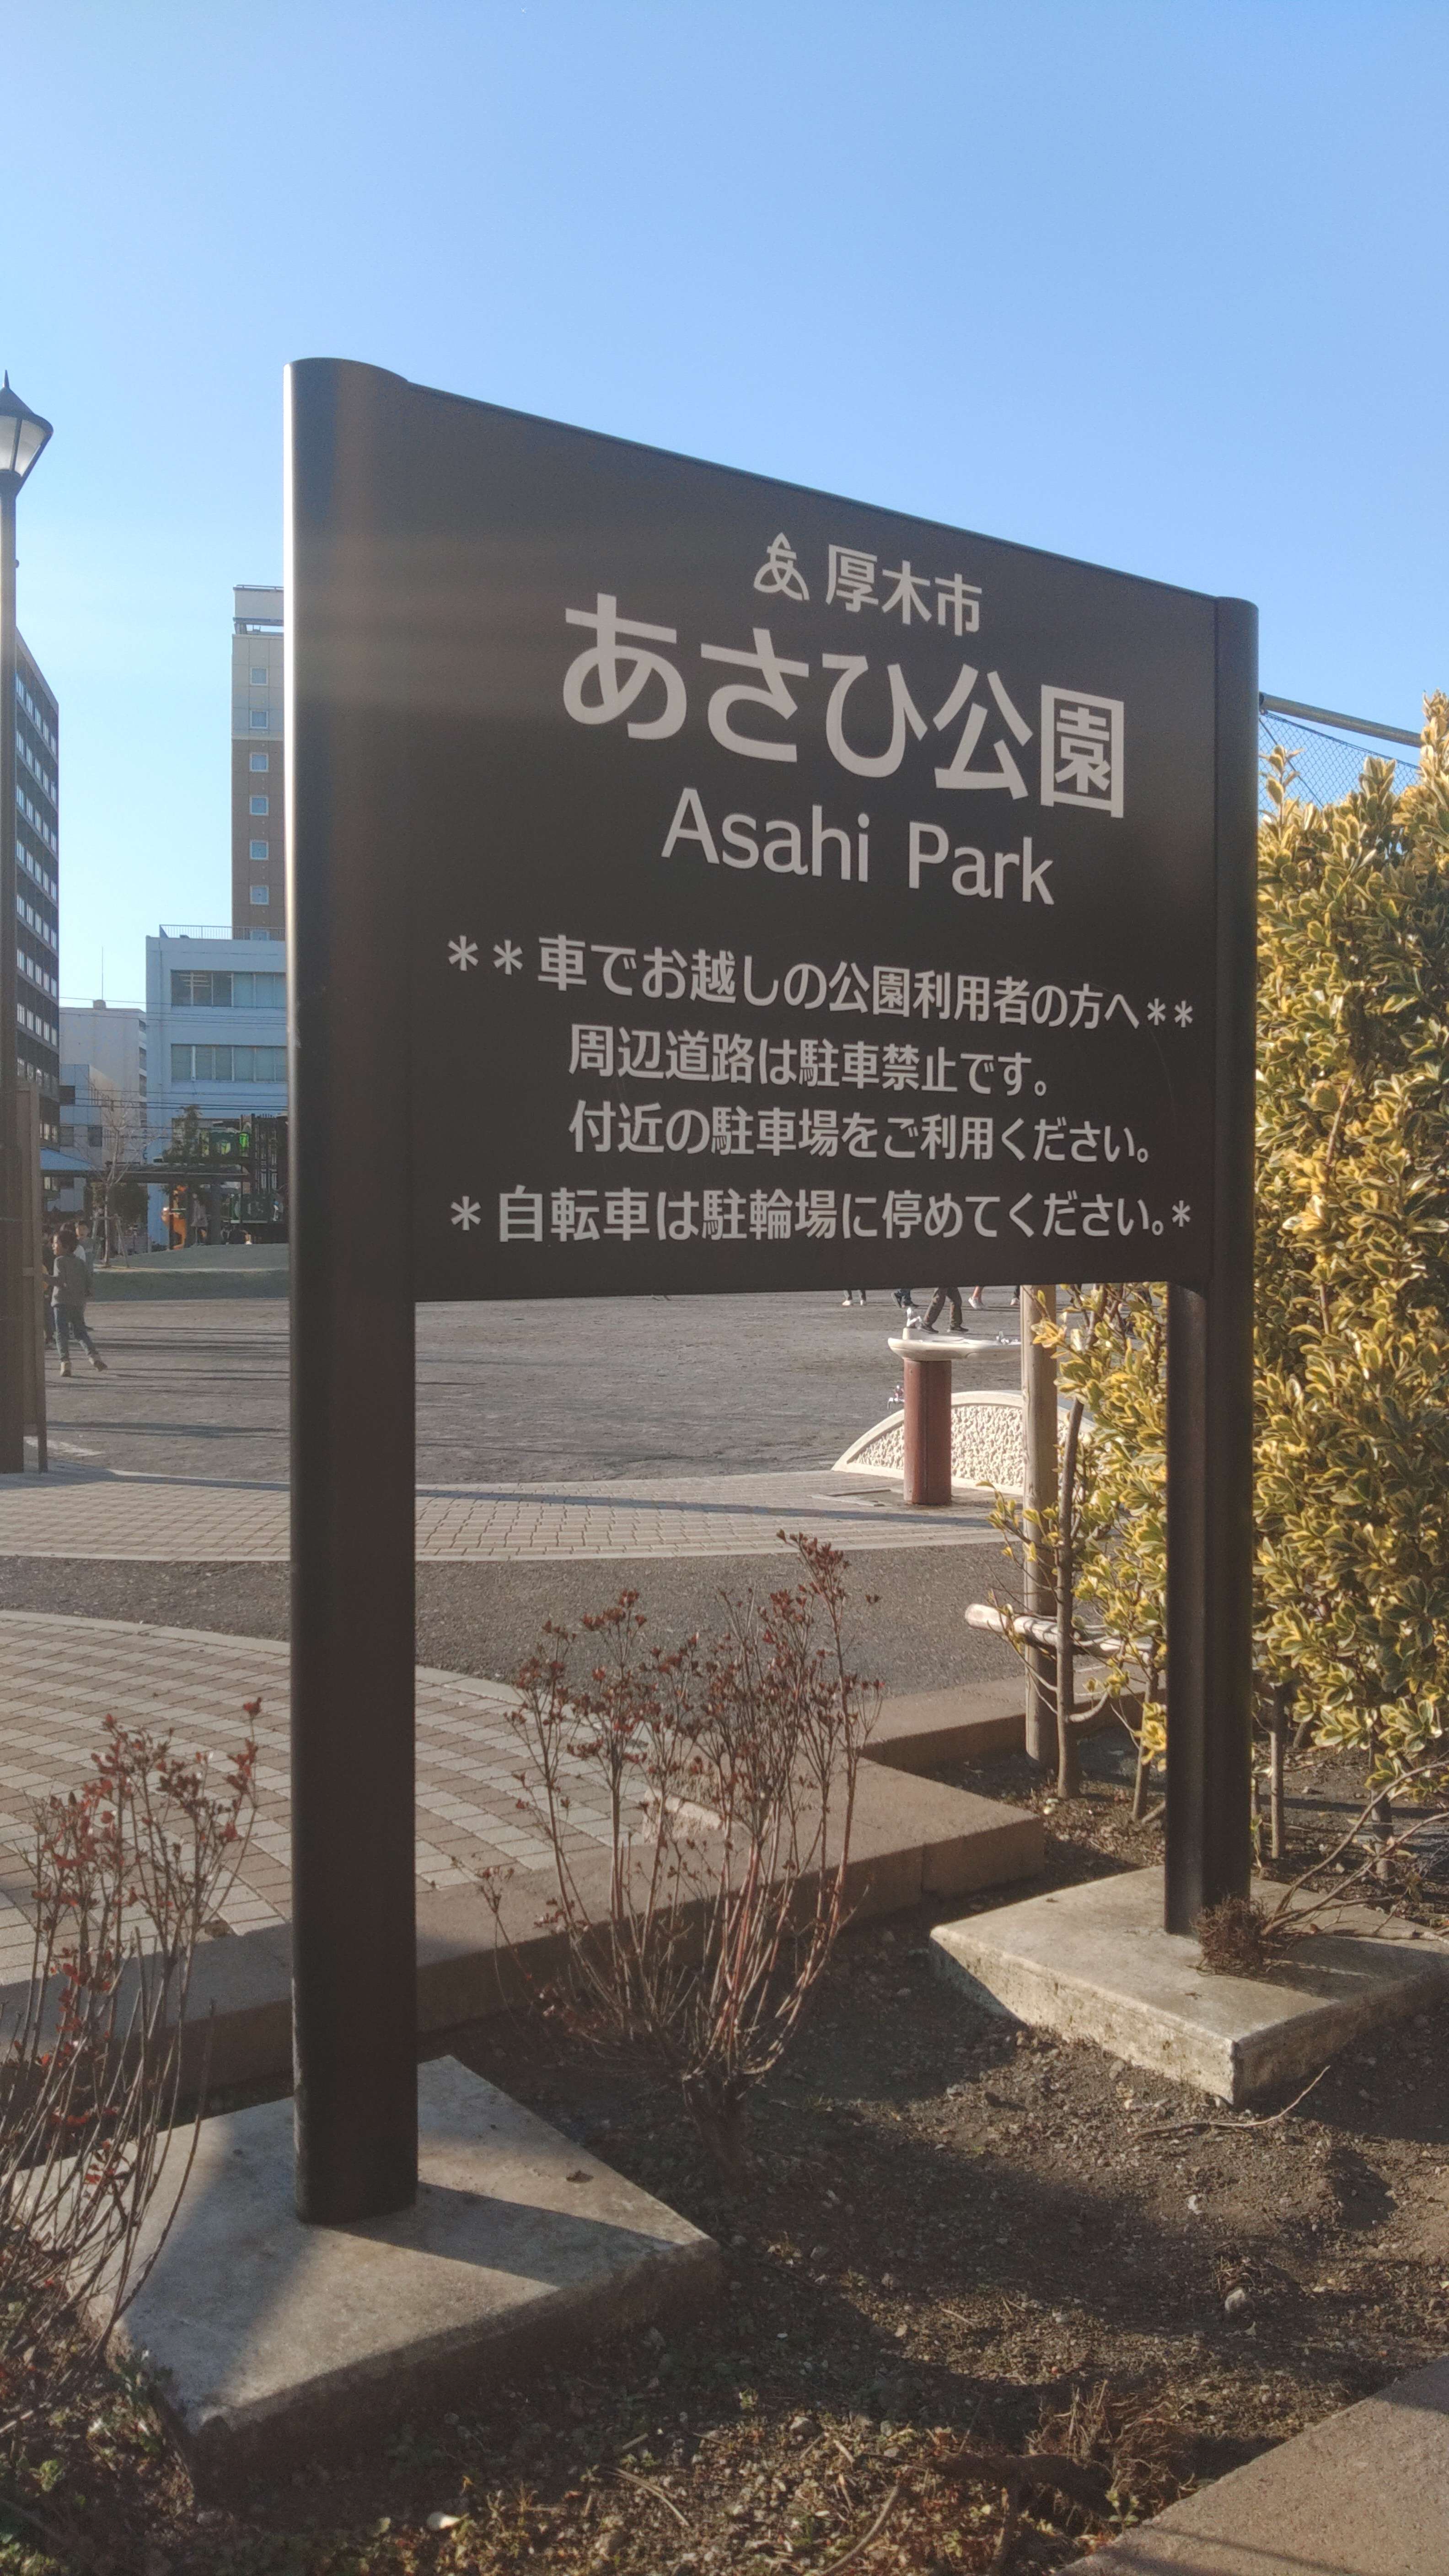 厚木市
あさひ公園
Asahi Park
＊＊車でお越しの公園利用者の方へ＊＊
周辺道路は駐車禁止です。
付近の駐車場をご利用ください。
＊自転車は駐輪場に停めてください。＊